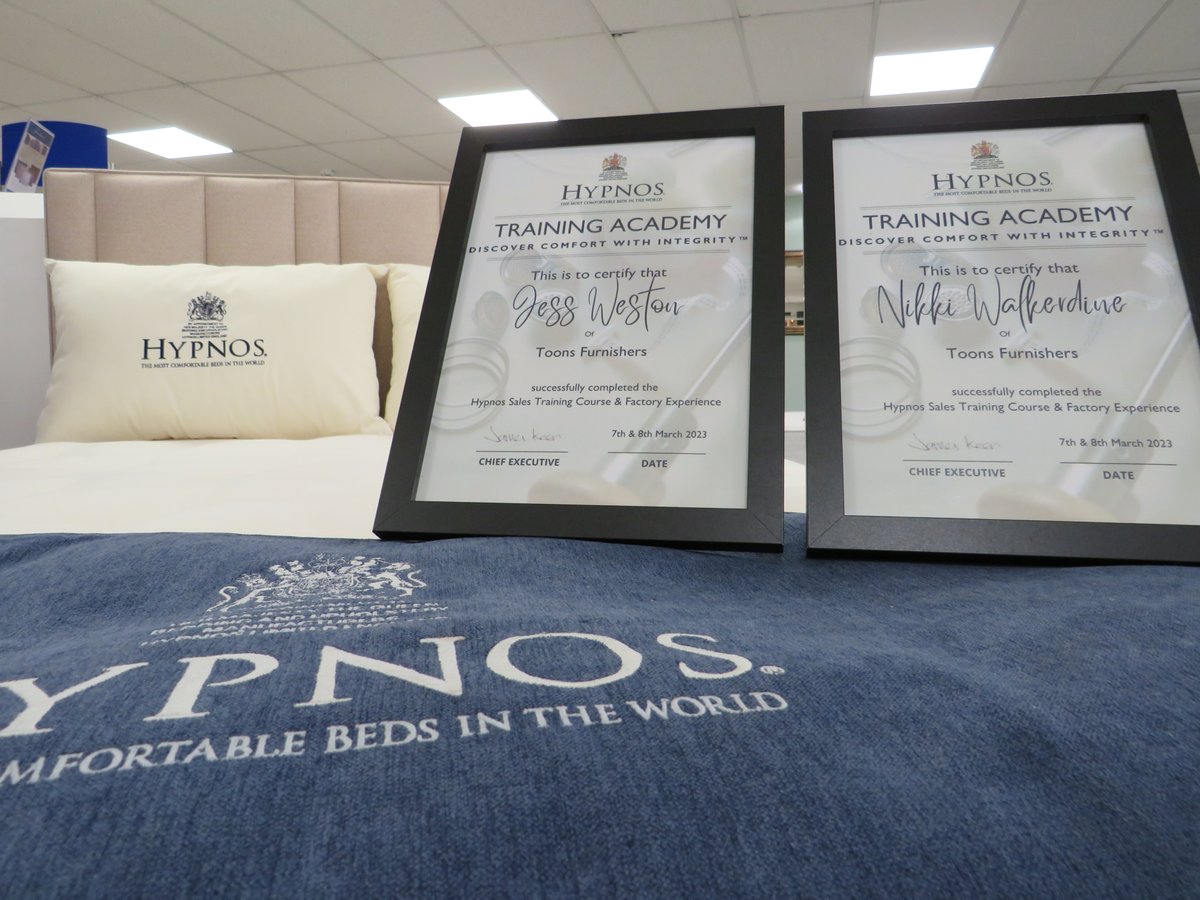 HYPNOS
THE MOST COMFORTABLE BEDS IN THE WORLD
HYPNOS
THE MOST COMFORTABLE BEDS IN THE WORLD
TRAINING ACADEMY
DISCOVER COMFORT WITH INTEGRITY™
This is to certify that
Jess Weston
OF
Toons Furnishers
successfully completed the
Hypnos Sales Training Course & Factory Experience
7th & 8th March 2023
CHIEF EXECUTIVE
DATE
HYPNOS
THE MOST COMFORTABLE BEDS IN THE WORLD
TRAINING ACADEMY
DISCOVER COMFORT WITH INTEGRITY™
This is to certify that
Nikki Walkerdine
OF
Toons Furnishers
successfully completed the
Hypnos Sales Training Course & Factory Experience
7th & 8th March 2023
CHIEF EXECUTIVE
DATE
YPNOS®
MFORTABLE BEDS IN THE WORLD